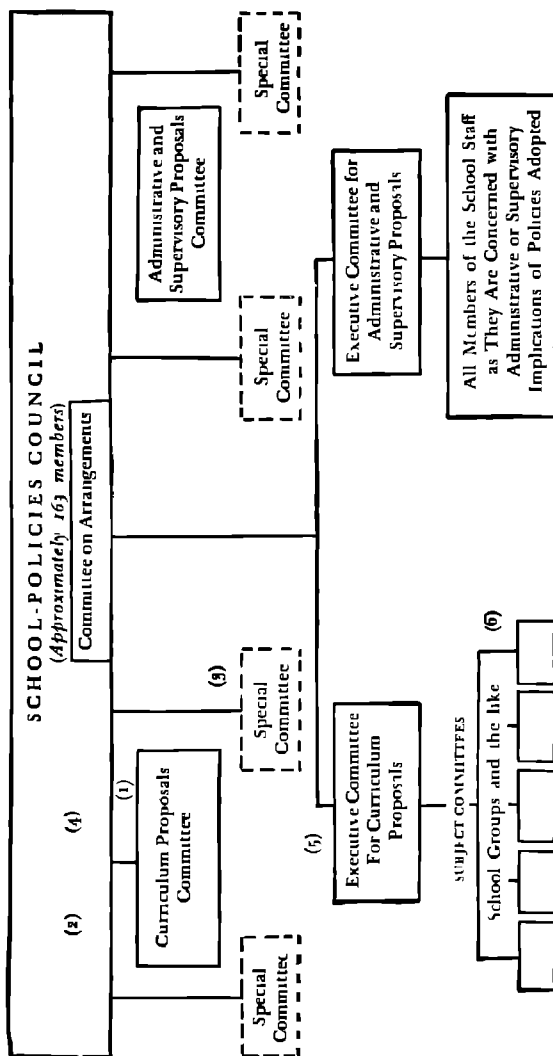 SCHOOL-POLICIES COUNCIL
(Approximately 163 members)
(2)
(4)
Committee on Arrangements
(1)
Curriculum Proposals
Committee
Administrative and
Supervisory Proposals
Committee
(3)
Special
Committee
Special
Committee
Special
Committee
Special
Committee
(5)
Executive Committee
For Curriculum
Proposals
Executive Committee for
Administrative and
Supervisory Proposals
SUBJECT COMMITTEES
School Groups and the like
(6)
All Members of the School Staff
as They Are Concerned with
Administrative or Supervisory
Implications of Policies Adopted